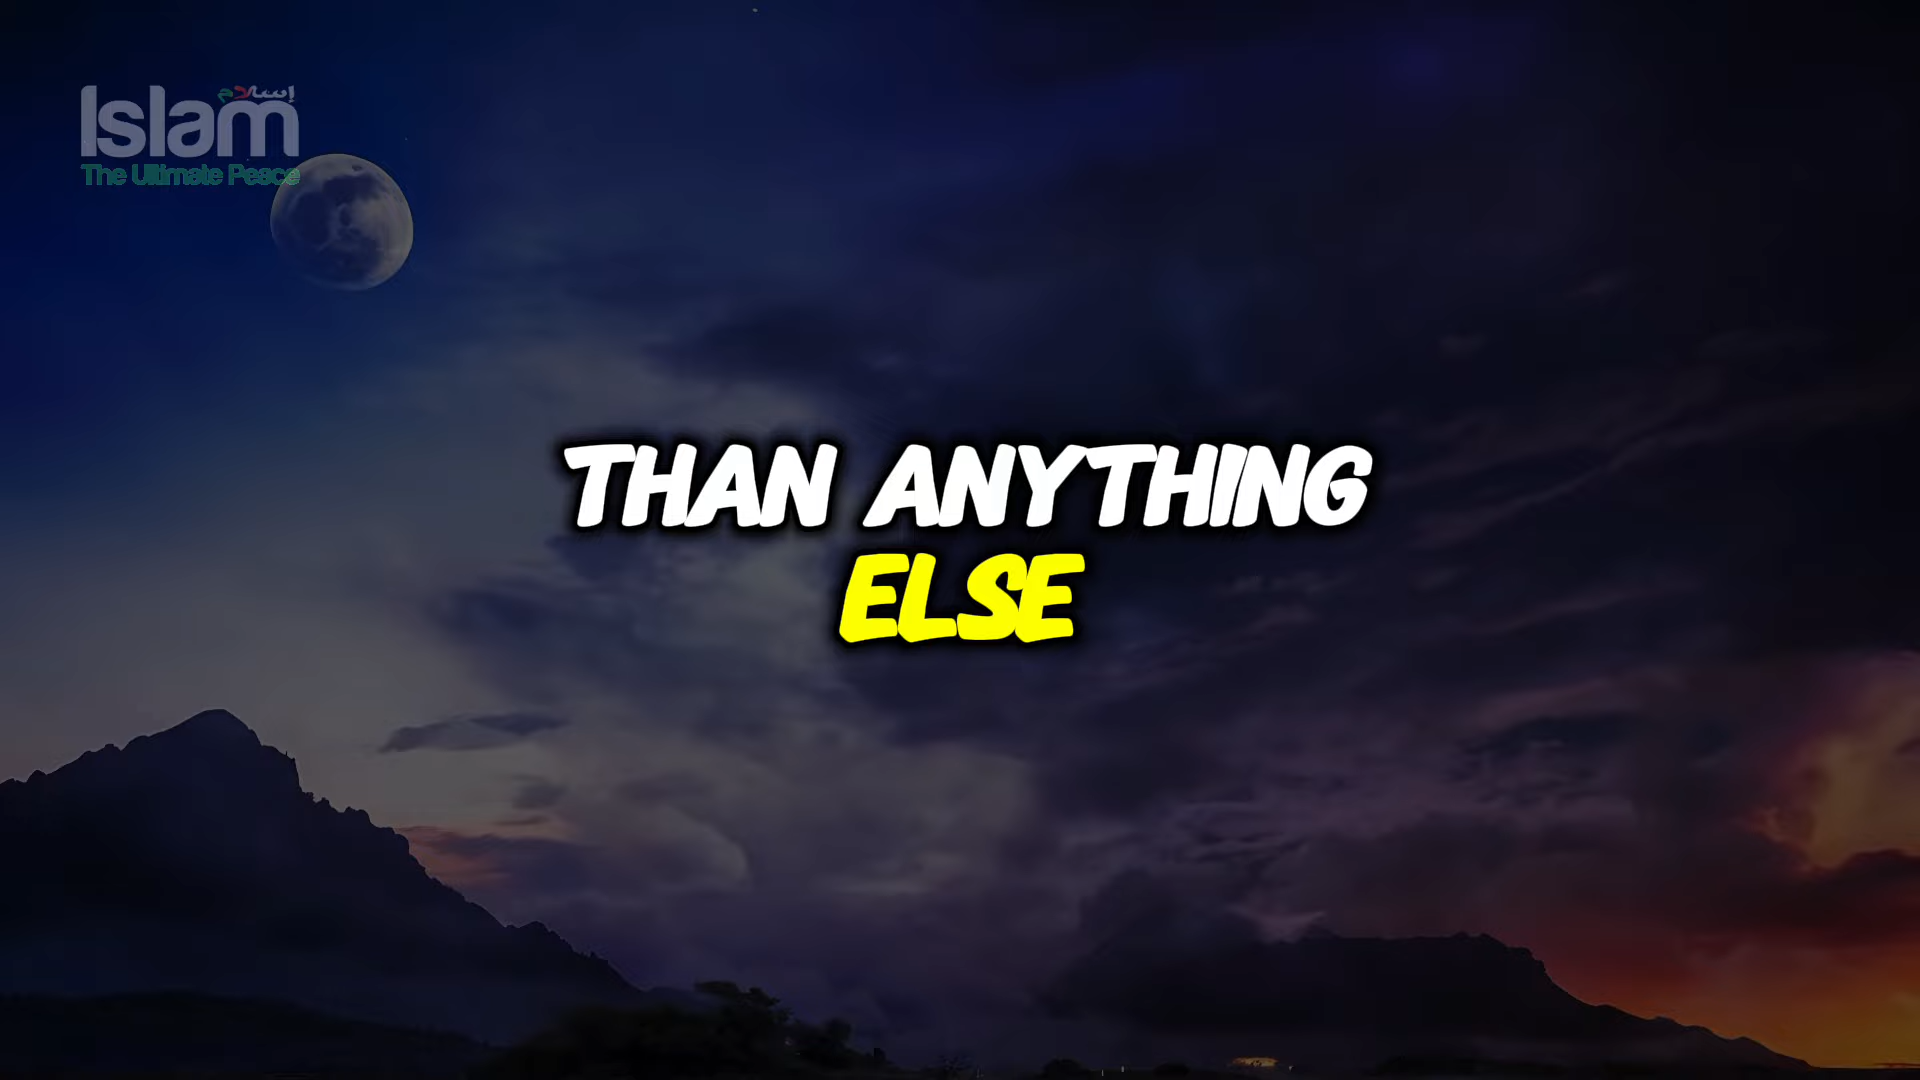 إسلام
Islam
The Ultimate Peace
THAN ANYTHING
ELSE